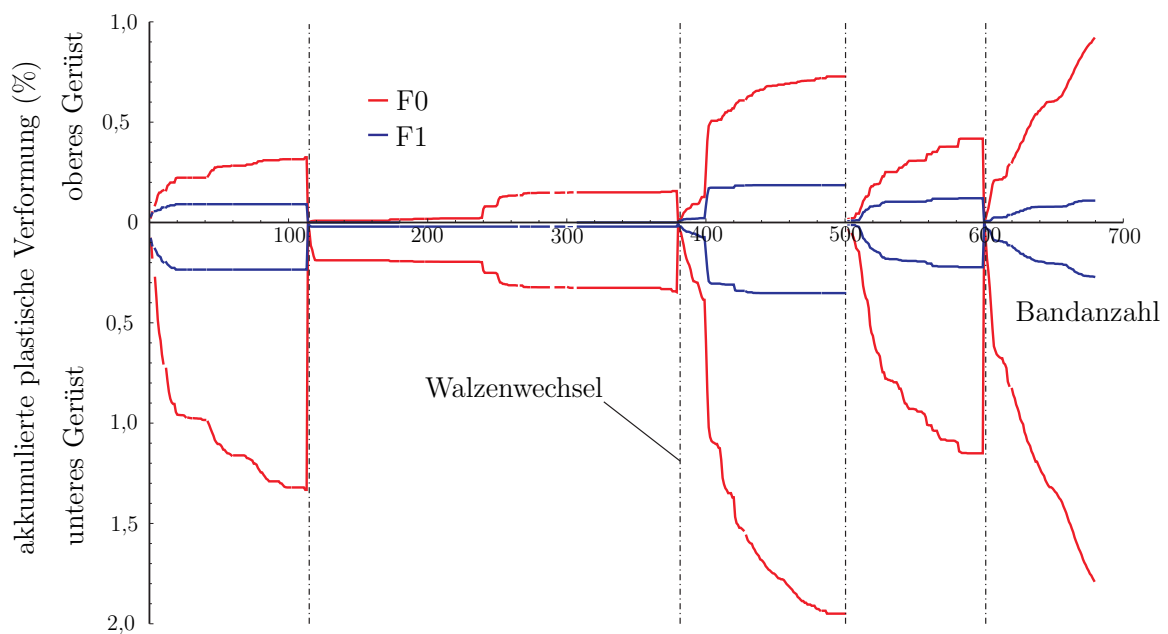 akkumulierte plastische Verformung (%)
oberes Gerüst
unteres Gerüst
1,0
0,5
0
0,5
1,0
1,5
2,0
F0
F1
100
200
300
400
500
600
700
Bandanzahl
Walzenwechsel